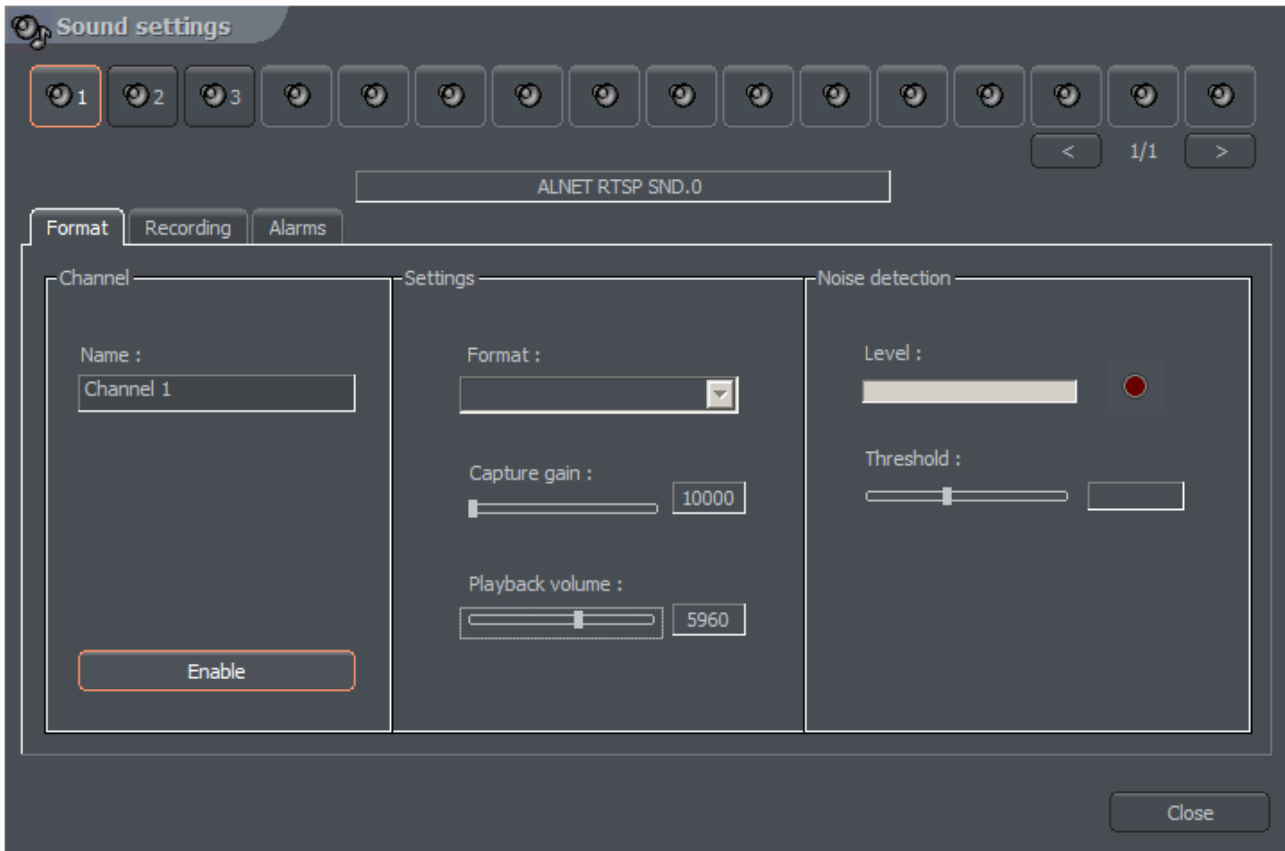 Sound settings
1 2 3
< 1/1 >
ALNET RTSP SND.0
Format Recording Alarms
Channel
Name :
Channel 1
Enable
Settings
Format :
Capture gain :
10000
Playback volume :
5960
Noise detection
Level :
Threshold :
Close